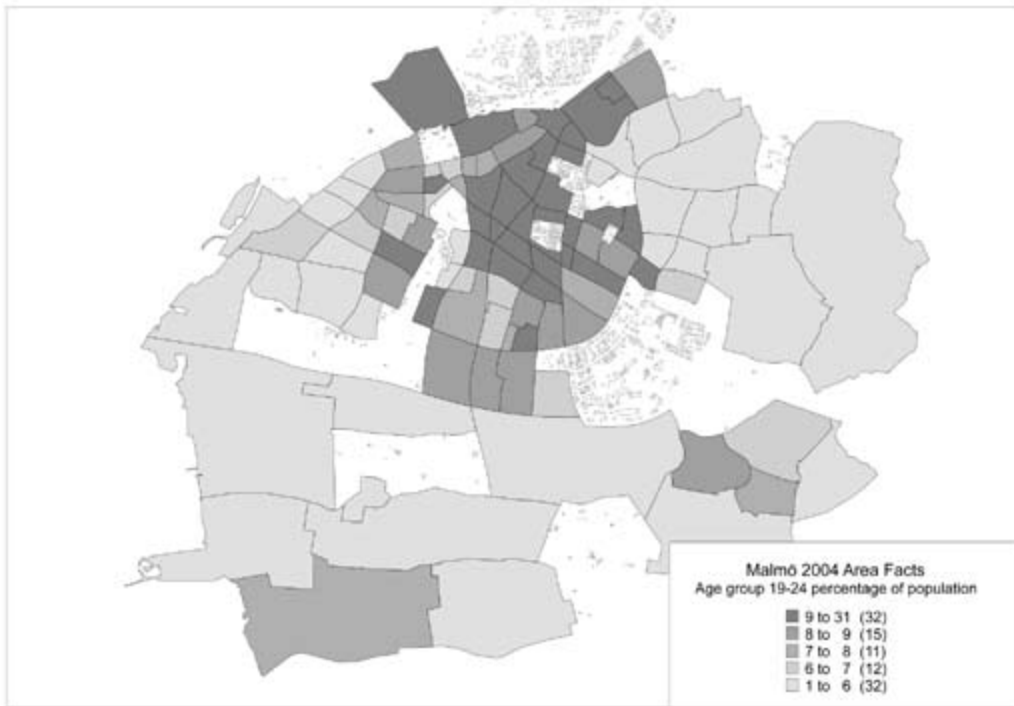 Malmö 2004 Area Facts
Age group 19-24 percentage of population
9 to 31 (32)
8 to 9 (15)
7 to 8 (11)
6 to 7 (12)
1 to 6 (32)